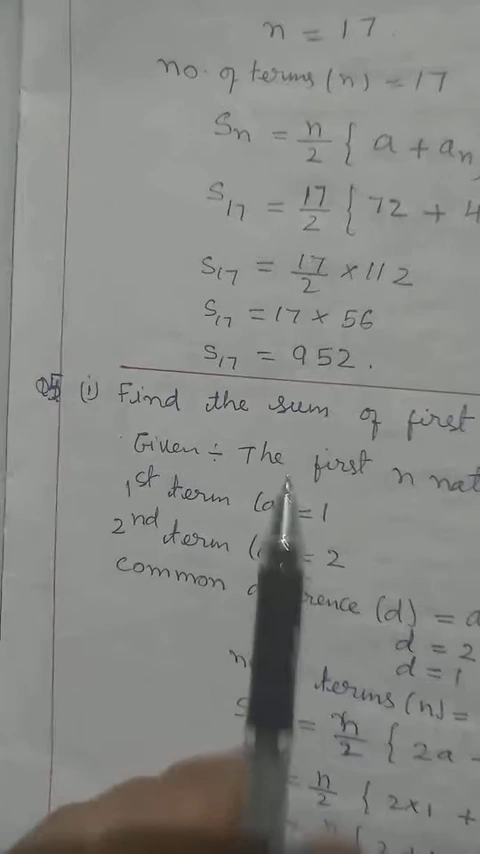 n = 17
no. of terms (n) = 17
Sn = n/2 { a + an
S17 = 17/2 { 72 + 4
S17 = 17/2 × 112
S17 = 17 × 56
S17 = 952.
Q5 (i) Find the sum of first
Given ÷ The first n nat
1st term (a) = 1
2nd term ( = 2
common rence (d) = a
d = 2
d = 1
terms (n) =
= n/2 { 2a -
= n/2 { 2×1 +